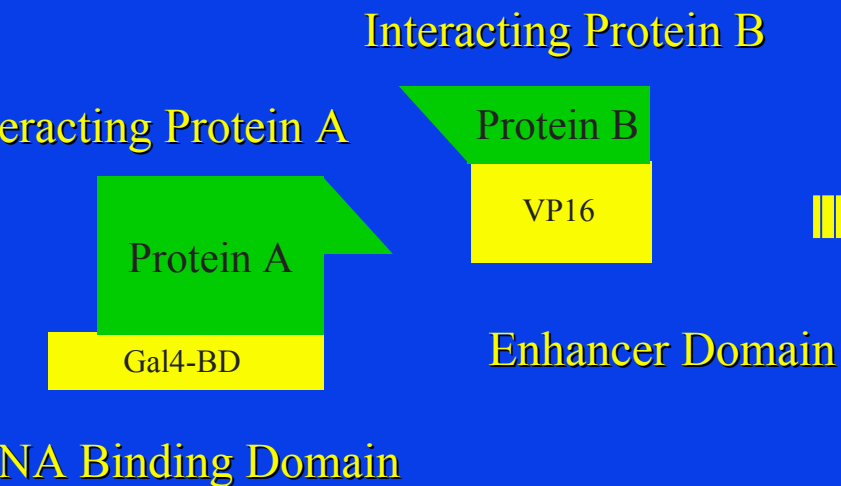 Interacting Protein B
eracting Protein A
Protein B
VP16
Protein A
Enhancer Domain
Gal4-BD
NA Binding Domain